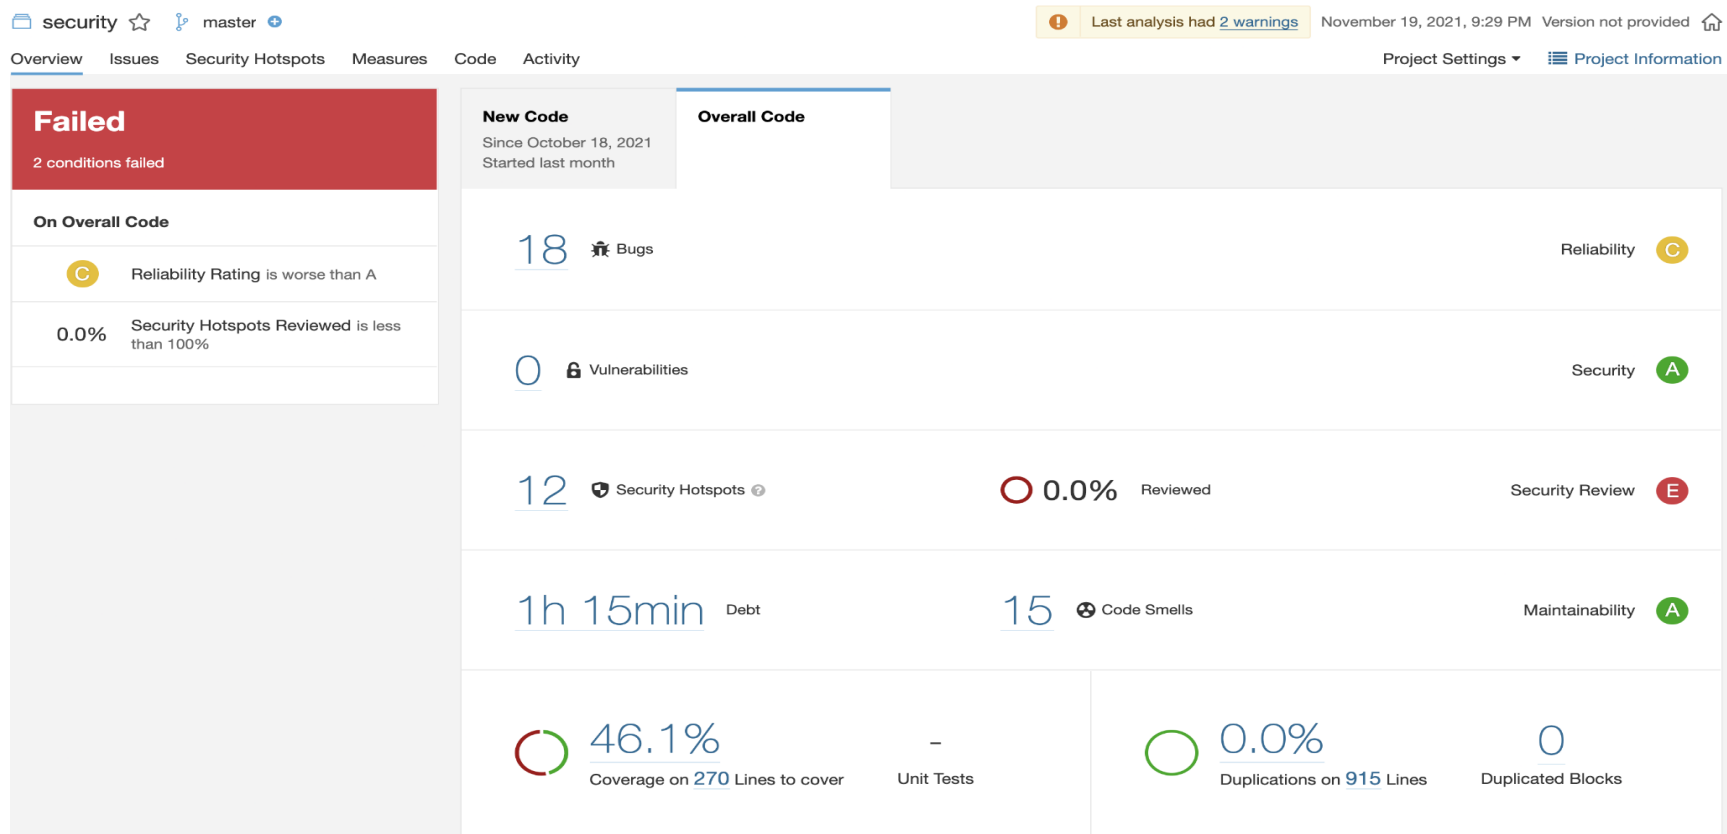 security master
Last analysis had 2 warnings November 19, 2021, 9:29 PM Version not provided
Overview Issues Security Hotspots Measures Code Activity
Project Settings Project Information
Failed
2 conditions failed
On Overall Code
C Reliability Rating is worse than A
0.0% Security Hotspots Reviewed is less
than 100%
New Code
Since October 18, 2021
Started last month
Overall Code
18 Bugs Reliability C
0 Vulnerabilities Security A
12 Security Hotspots ? 0.0% Reviewed Security Review E
1h 15min Debt 15 Code Smells Maintainability A
46.1% -
Coverage on 270 Lines to cover Unit Tests
0.0% 0
Duplications on 915 Lines Duplicated Blocks